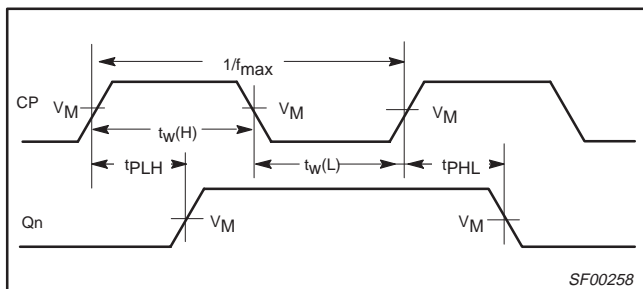 1/fmax
CP
VM
VM
VM
tw(H)
tw(L)
tPLH
tPHL
Qn
VM
VM
SF00258